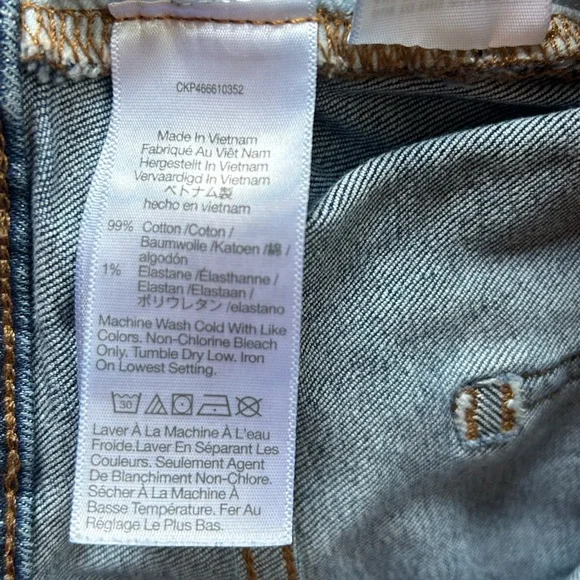 CKP466610352
Made In Vietnam
Fabriqué Au Viêt Nam
Hergestelit In Vietnam
Vervaardigd In Vietnam
ベトナム製
hecho en vietnam
99% Cotton /Coton /
Baumwolle /Katoen /綿/
algodón
1% Elastane /Élasthanne /
Elastan /Elastaan /
ポリウレタン /elastano
Machine Wash Cold With Like
Colors. Non-Chlorine Bleach
Only. Tumble Dry Low. Iron
On Lowest Setting.
30
Laver À La Machine À L'eau
Froide.Laver En Séparant Les
Couleurs. Seulement Agent
De Blanchiment Non-Chlore.
Sécher À La Machine À
Basse Température. Fer Au
Réglage Le Plus Bas.